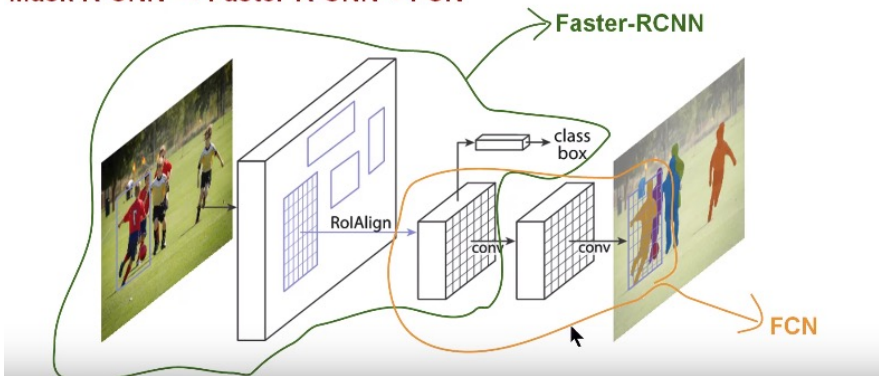 Faster-RCNN
class
box
RoIAlign
conv
conv
FCN